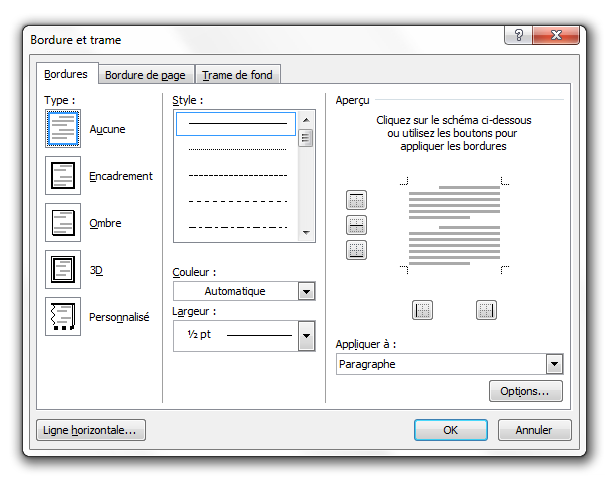 Bordure et trame
Bordures
Bordure de page
Trame de fond
Type :
Aucune
Encadrement
Ombre
3D
Personnalisé
Style :
Couleur :
Automatique
Largeur :
½ pt
Aperçu
Cliquez sur le schéma ci-dessous
ou utilisez les boutons pour
appliquer les bordures
Appliquer à :
Paragraphe
Options...
Ligne horizontale...
OK
Annuler